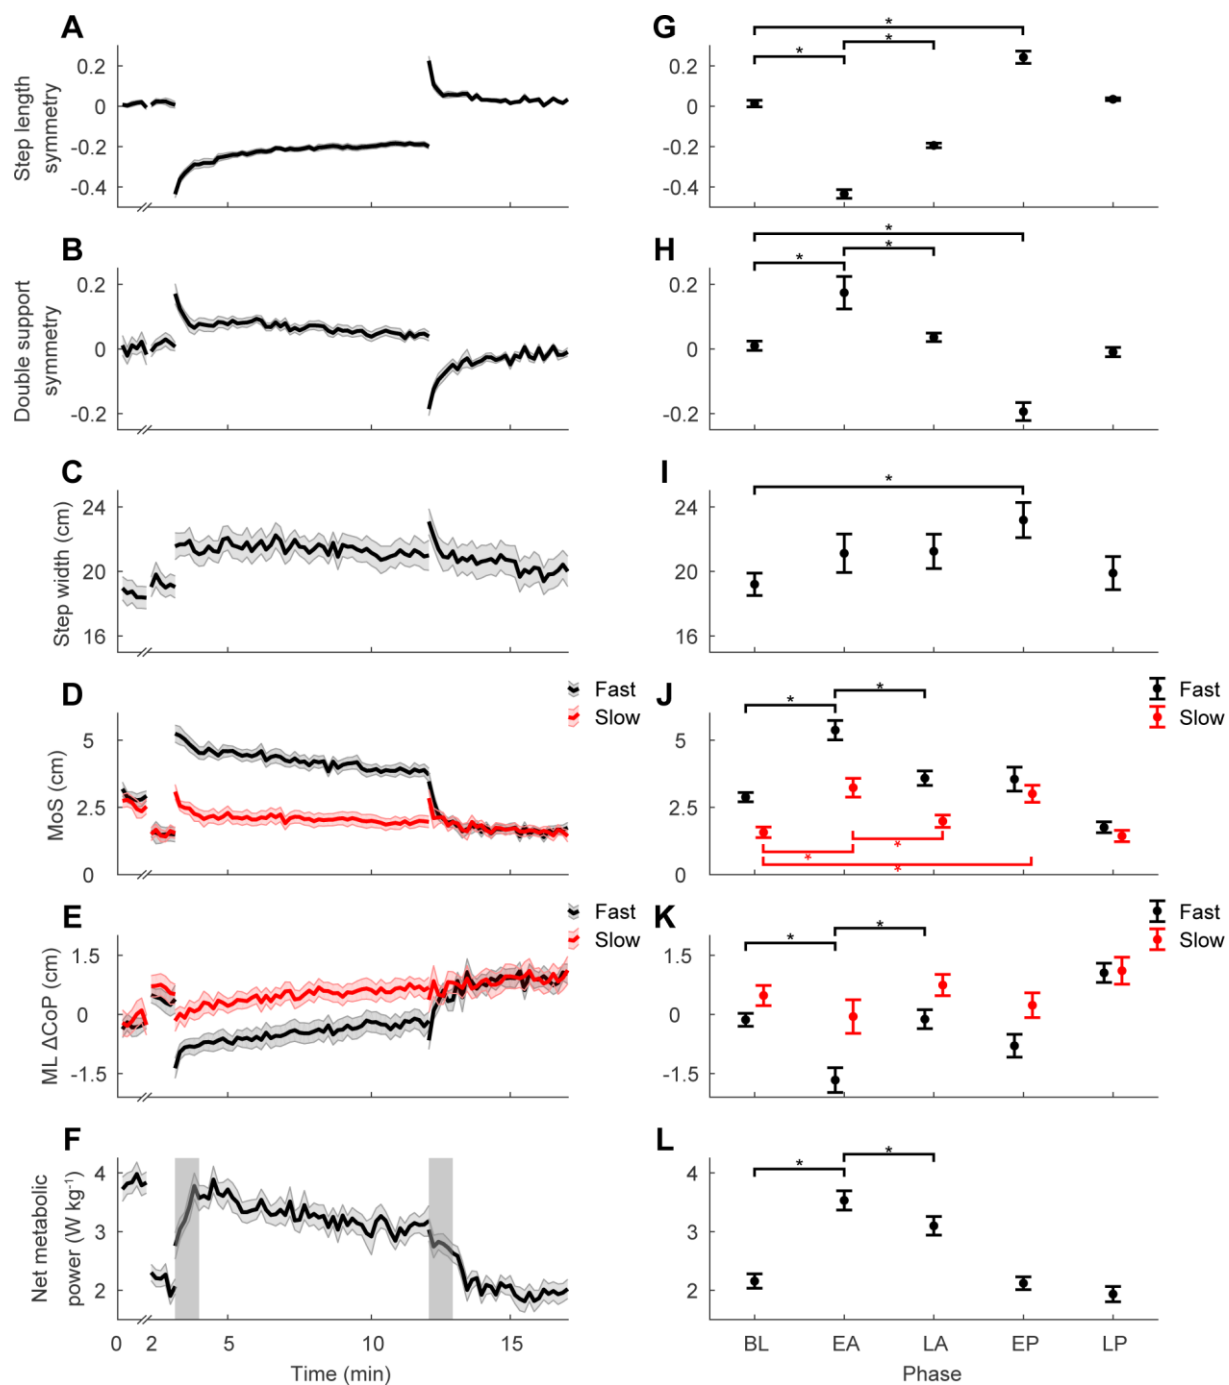 A
G
Step length
symmetry
0.2
0
-0.2
-0.4
*
*
*
0.2
0
-0.2
-0.4
B
H
Double support
symmetry
0.2
0
-0.2
*
*
*
0.2
0
-0.2
C
I
Step width (cm)
24
20
16
*
24
20
16
D
Fast
Slow
J
Fast
Slow
MoS (cm)
5
2.5
0
*
*
5
2.5
0
*
*
*
E
Fast
Slow
K
Fast
Slow
ML ΔCoP (cm)
1.5
0
-1.5
*
*
1.5
0
-1.5
F
L
Net metabolic
power (W kg⁻¹)
4
3
2
*
*
4
3
2
0 2 5 10 15
Time (min)
BL EA LA EP LP
Phase